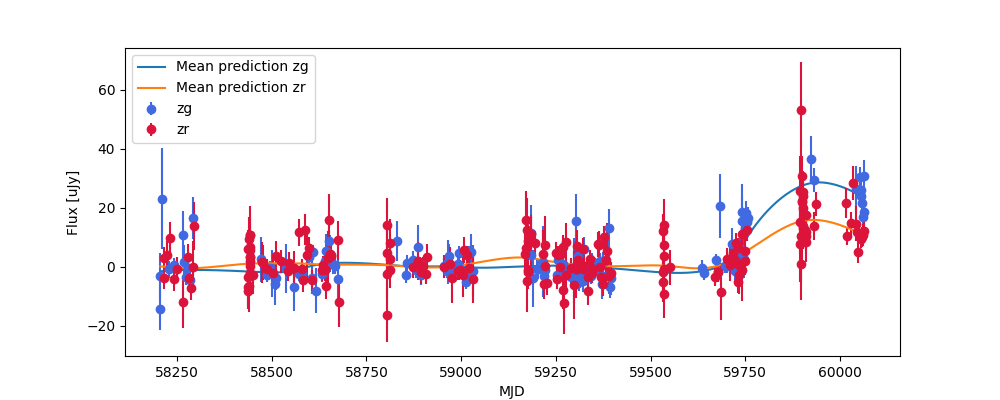 Mean prediction zg
Mean prediction zr
zg
zr
Flux [uJy]
60
40
20
0
−20
58250 58500 58750 59000 59250 59500 59750 60000
MJD